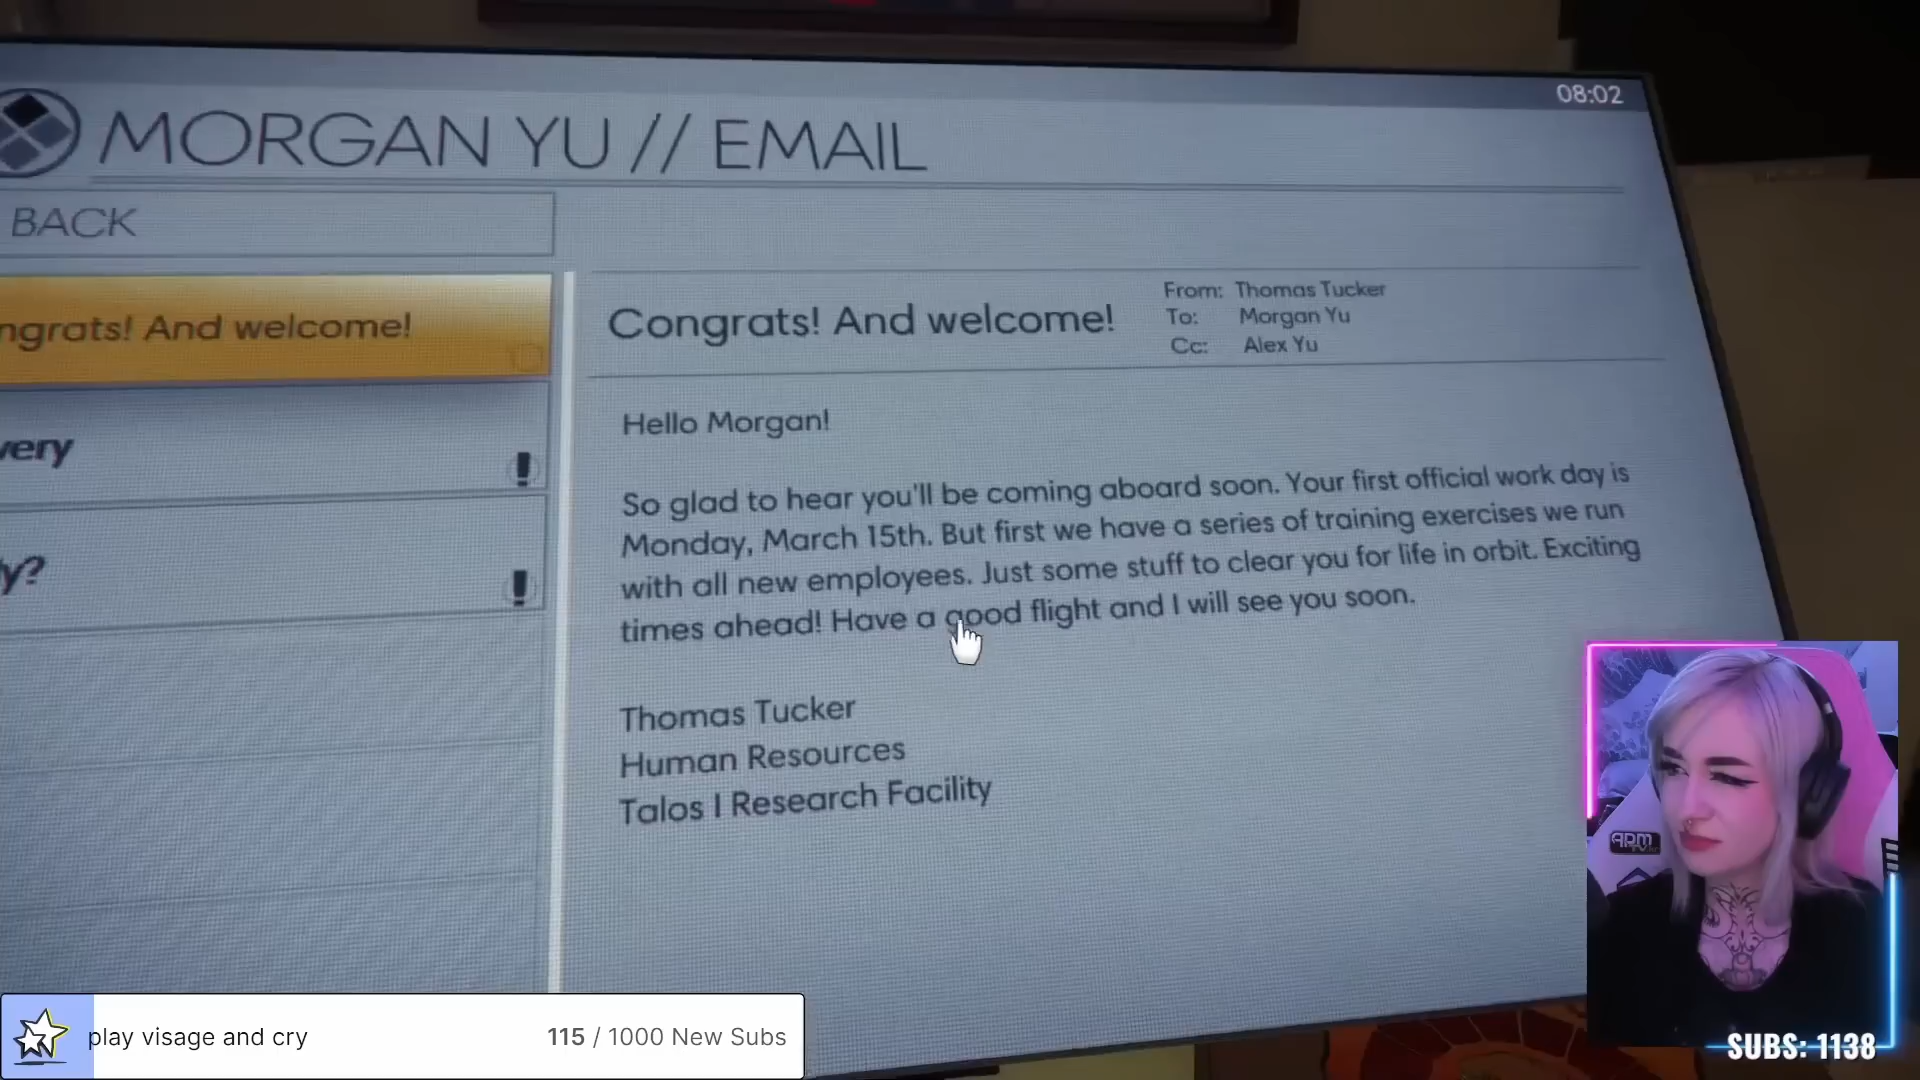 08:02
MORGAN YU // EMAIL
BACK
ngrats! And welcome!
very
!
y?
!
Congrats! And welcome!
From: Thomas Tucker
To: Morgan Yu
Cc: Alex Yu
Hello Morgan!
So glad to hear you'll be coming aboard soon. Your first official work day is
Monday, March 15th. But first we have a series of training exercises we run
with all new employees. Just some stuff to clear you for life in orbit. Exciting
times ahead! Have a good flight and I will see you soon.
Thomas Tucker
Human Resources
Talos I Research Facility
play visage and cry
115 / 1000 New Subs
SUBS: 1138